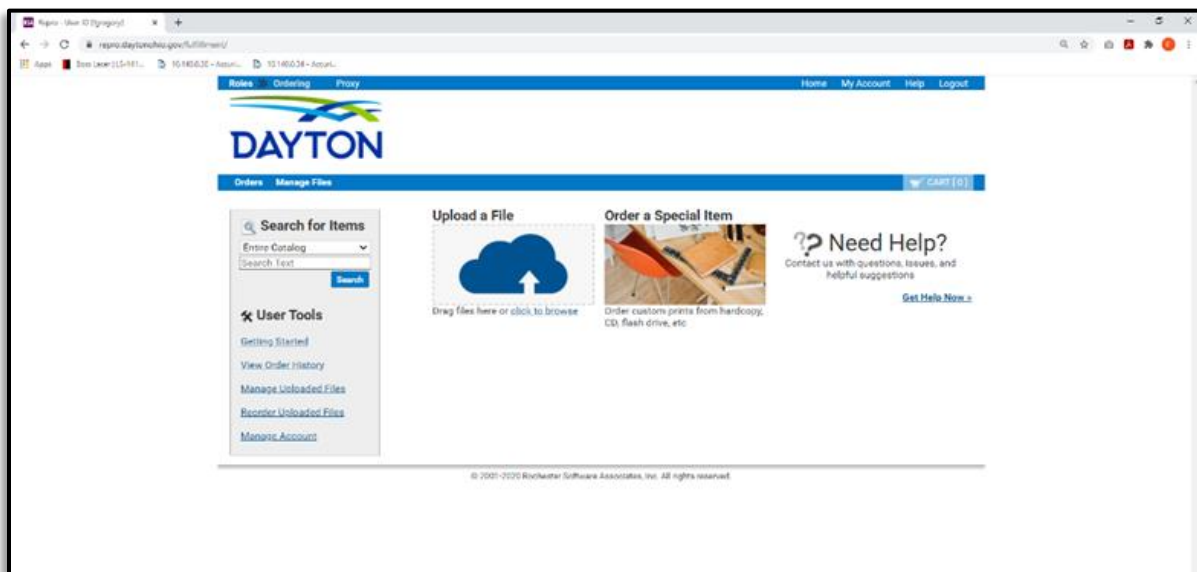 Repro - User ID
repro.daytonohio.gov/fulfillment/
Apps
Roles Ordering Proxy Home My Account Help Logout
DAYTON
Orders Manage Files CART [ 0 ]
Search for Items
Entire Catalog
Search Text
Search
User Tools
Getting Started
View Order History
Manage Uploaded Files
Reorder Uploaded Files
Manage Account
Upload a File
Drag files here or click to browse
Order a Special Item
Order custom prints from hardcopy,
CD, flash drive, etc
?? Need Help?
Contact us with questions, issues, and
helpful suggestions
Get Help Now »
© 2001-2020 Rochester Software Associates, Inc. All rights reserved.